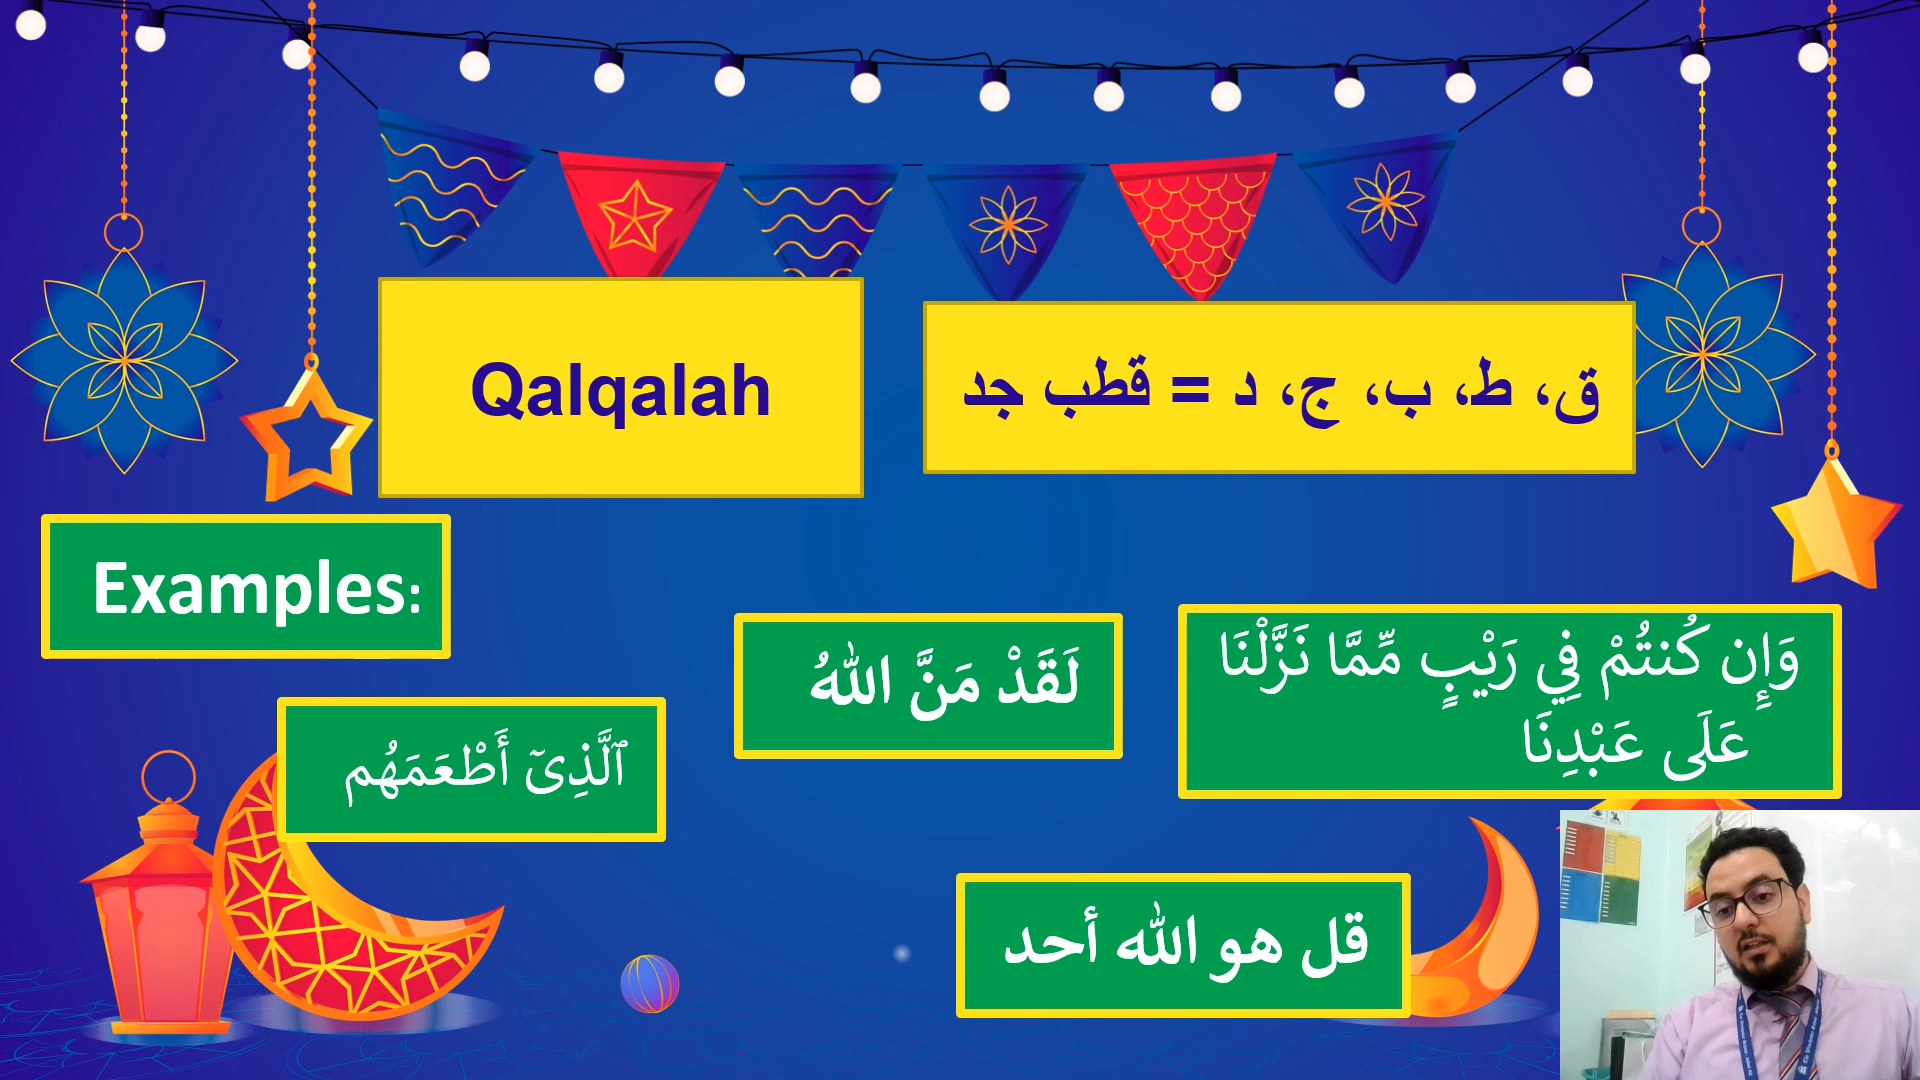 Qalqalah
ق، ط، ب، ج، د = قطب جد
Examples:
وَإِن كُنتُمْ فِي رَيْبٍ مِّمَّا نَزَّلْنَا
عَلَى عَبْدِنَا
لَقَدْ مَنَّ اللهُ
ٱلَّذِىٓ أَطْعَمَهُم
قل هو الله أحد